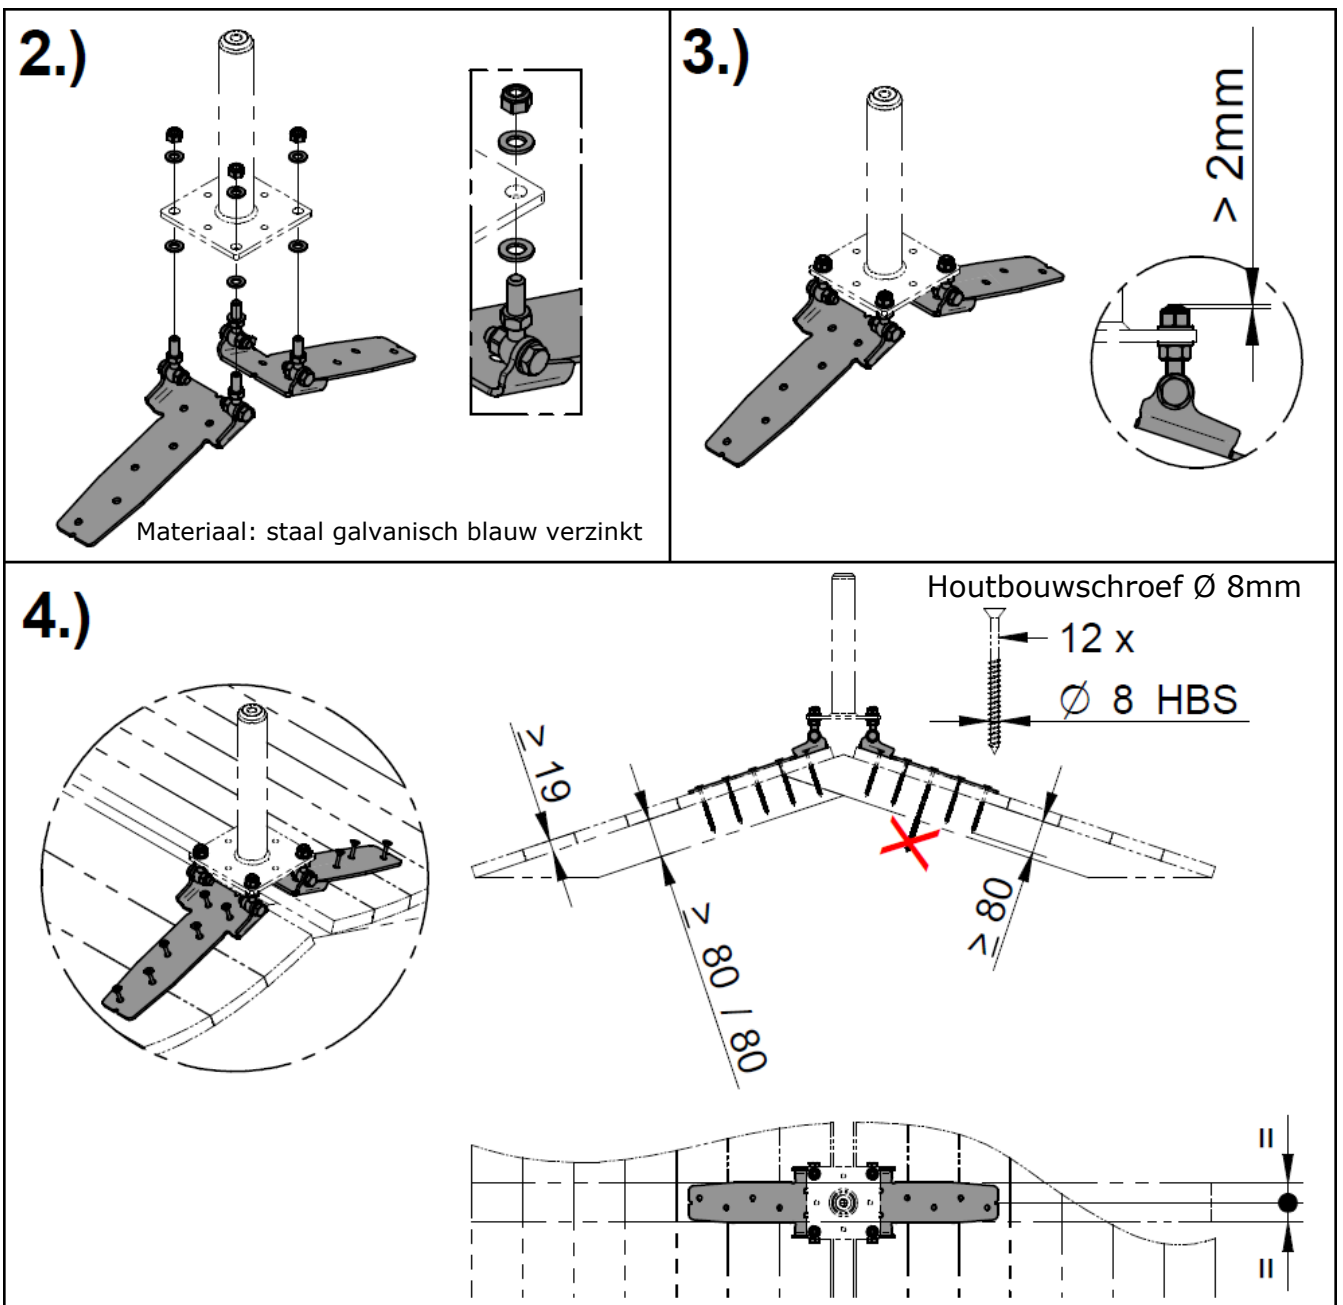 2.)
Materiaal: staal galvanisch blauw verzinkt
3.)
> 2mm
4.)
Houtbouwschroef Ø 8mm
12 x
Ø 8 HBS
≥ 19
≥ 80 / 80
≥ 80
=
=